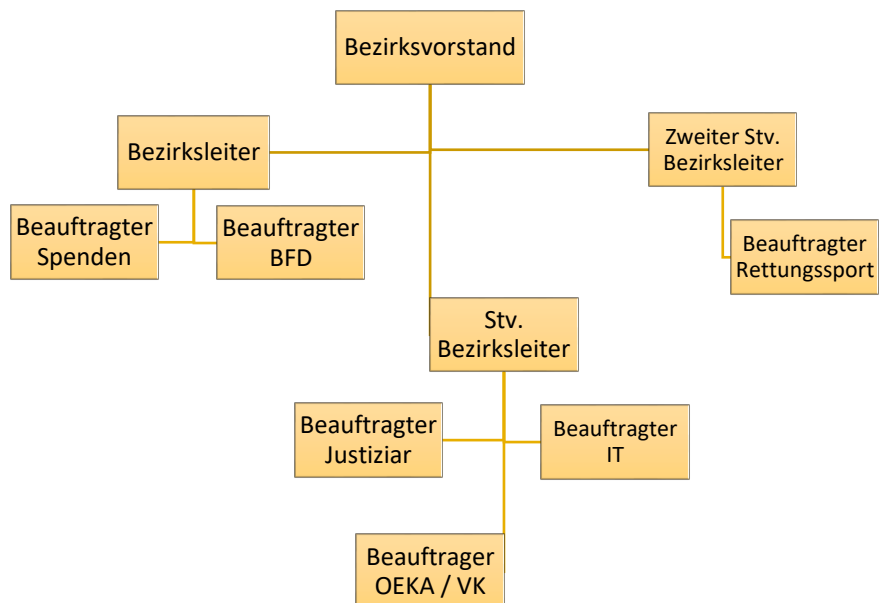 Bezirksvorstand
Bezirksleiter
Zweiter Stv.
Bezirksleiter
Beauftragter
Spenden
Beauftragter
BFD
Beauftragter
Rettungssport
Stv.
Bezirksleiter
Beauftragter
Justiziar
Beauftragter
IT
Beauftrager
OEKA / VK